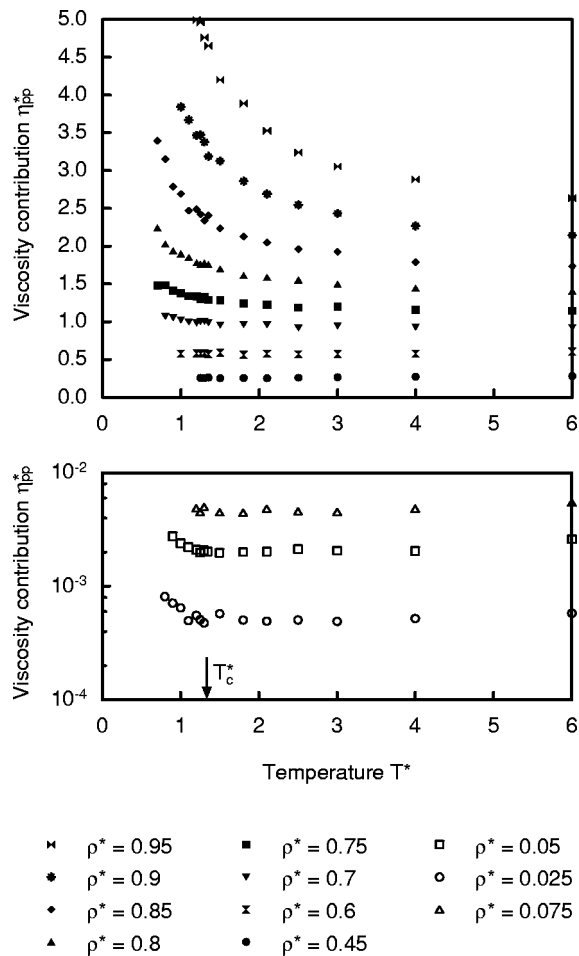 Viscosity contribution η*pp
5.0
4.5
4.0
3.5
3.0
2.5
2.0
1.5
1.0
0.5
0.0
0 1 2 3 4 5 6
Viscosity contribution η*pp
10⁻²
10⁻³
10⁻⁴
T*c
0 1 2 3 4 5 6
Temperature T*
ρ* = 0.95 ρ* = 0.75 ρ* = 0.05
ρ* = 0.9 ρ* = 0.7 ρ* = 0.025
ρ* = 0.85 ρ* = 0.6 ρ* = 0.075
ρ* = 0.8 ρ* = 0.45